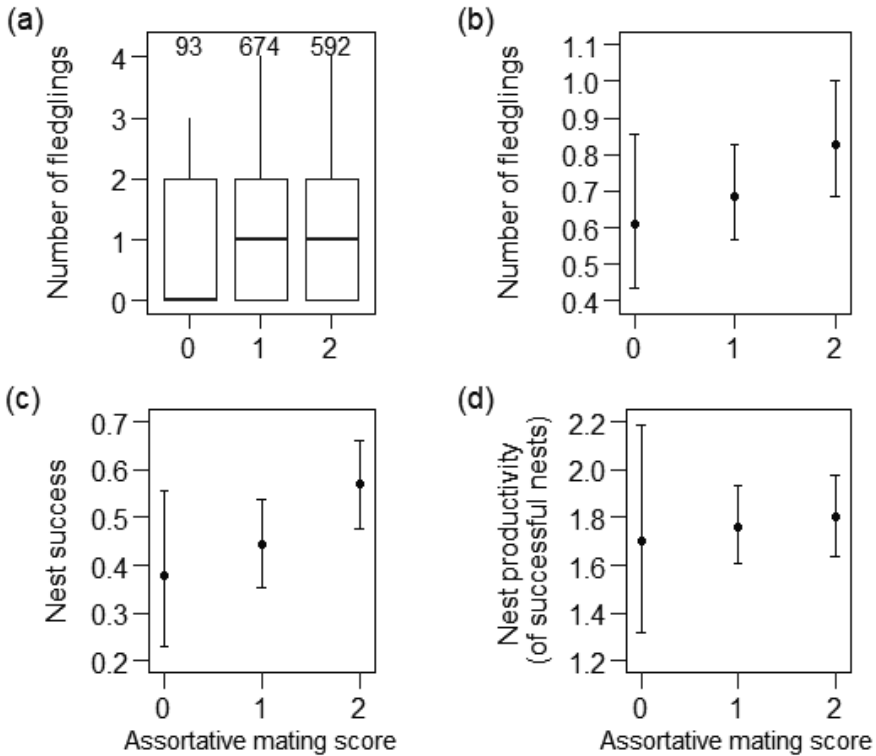 (a)
Number of fledglings
4
3
2
1
0
93 674 592
0 1 2
(b)
Number of fledglings
1.1
1.0
0.9
0.8
0.7
0.6
0.5
0.4
0 1 2
(c)
Nest success
0.7
0.6
0.5
0.4
0.3
0.2
0 1 2
Assortative mating score
(d)
Nest productivity
(of successful nests)
2.2
2.0
1.8
1.6
1.4
1.2
0 1 2
Assortative mating score